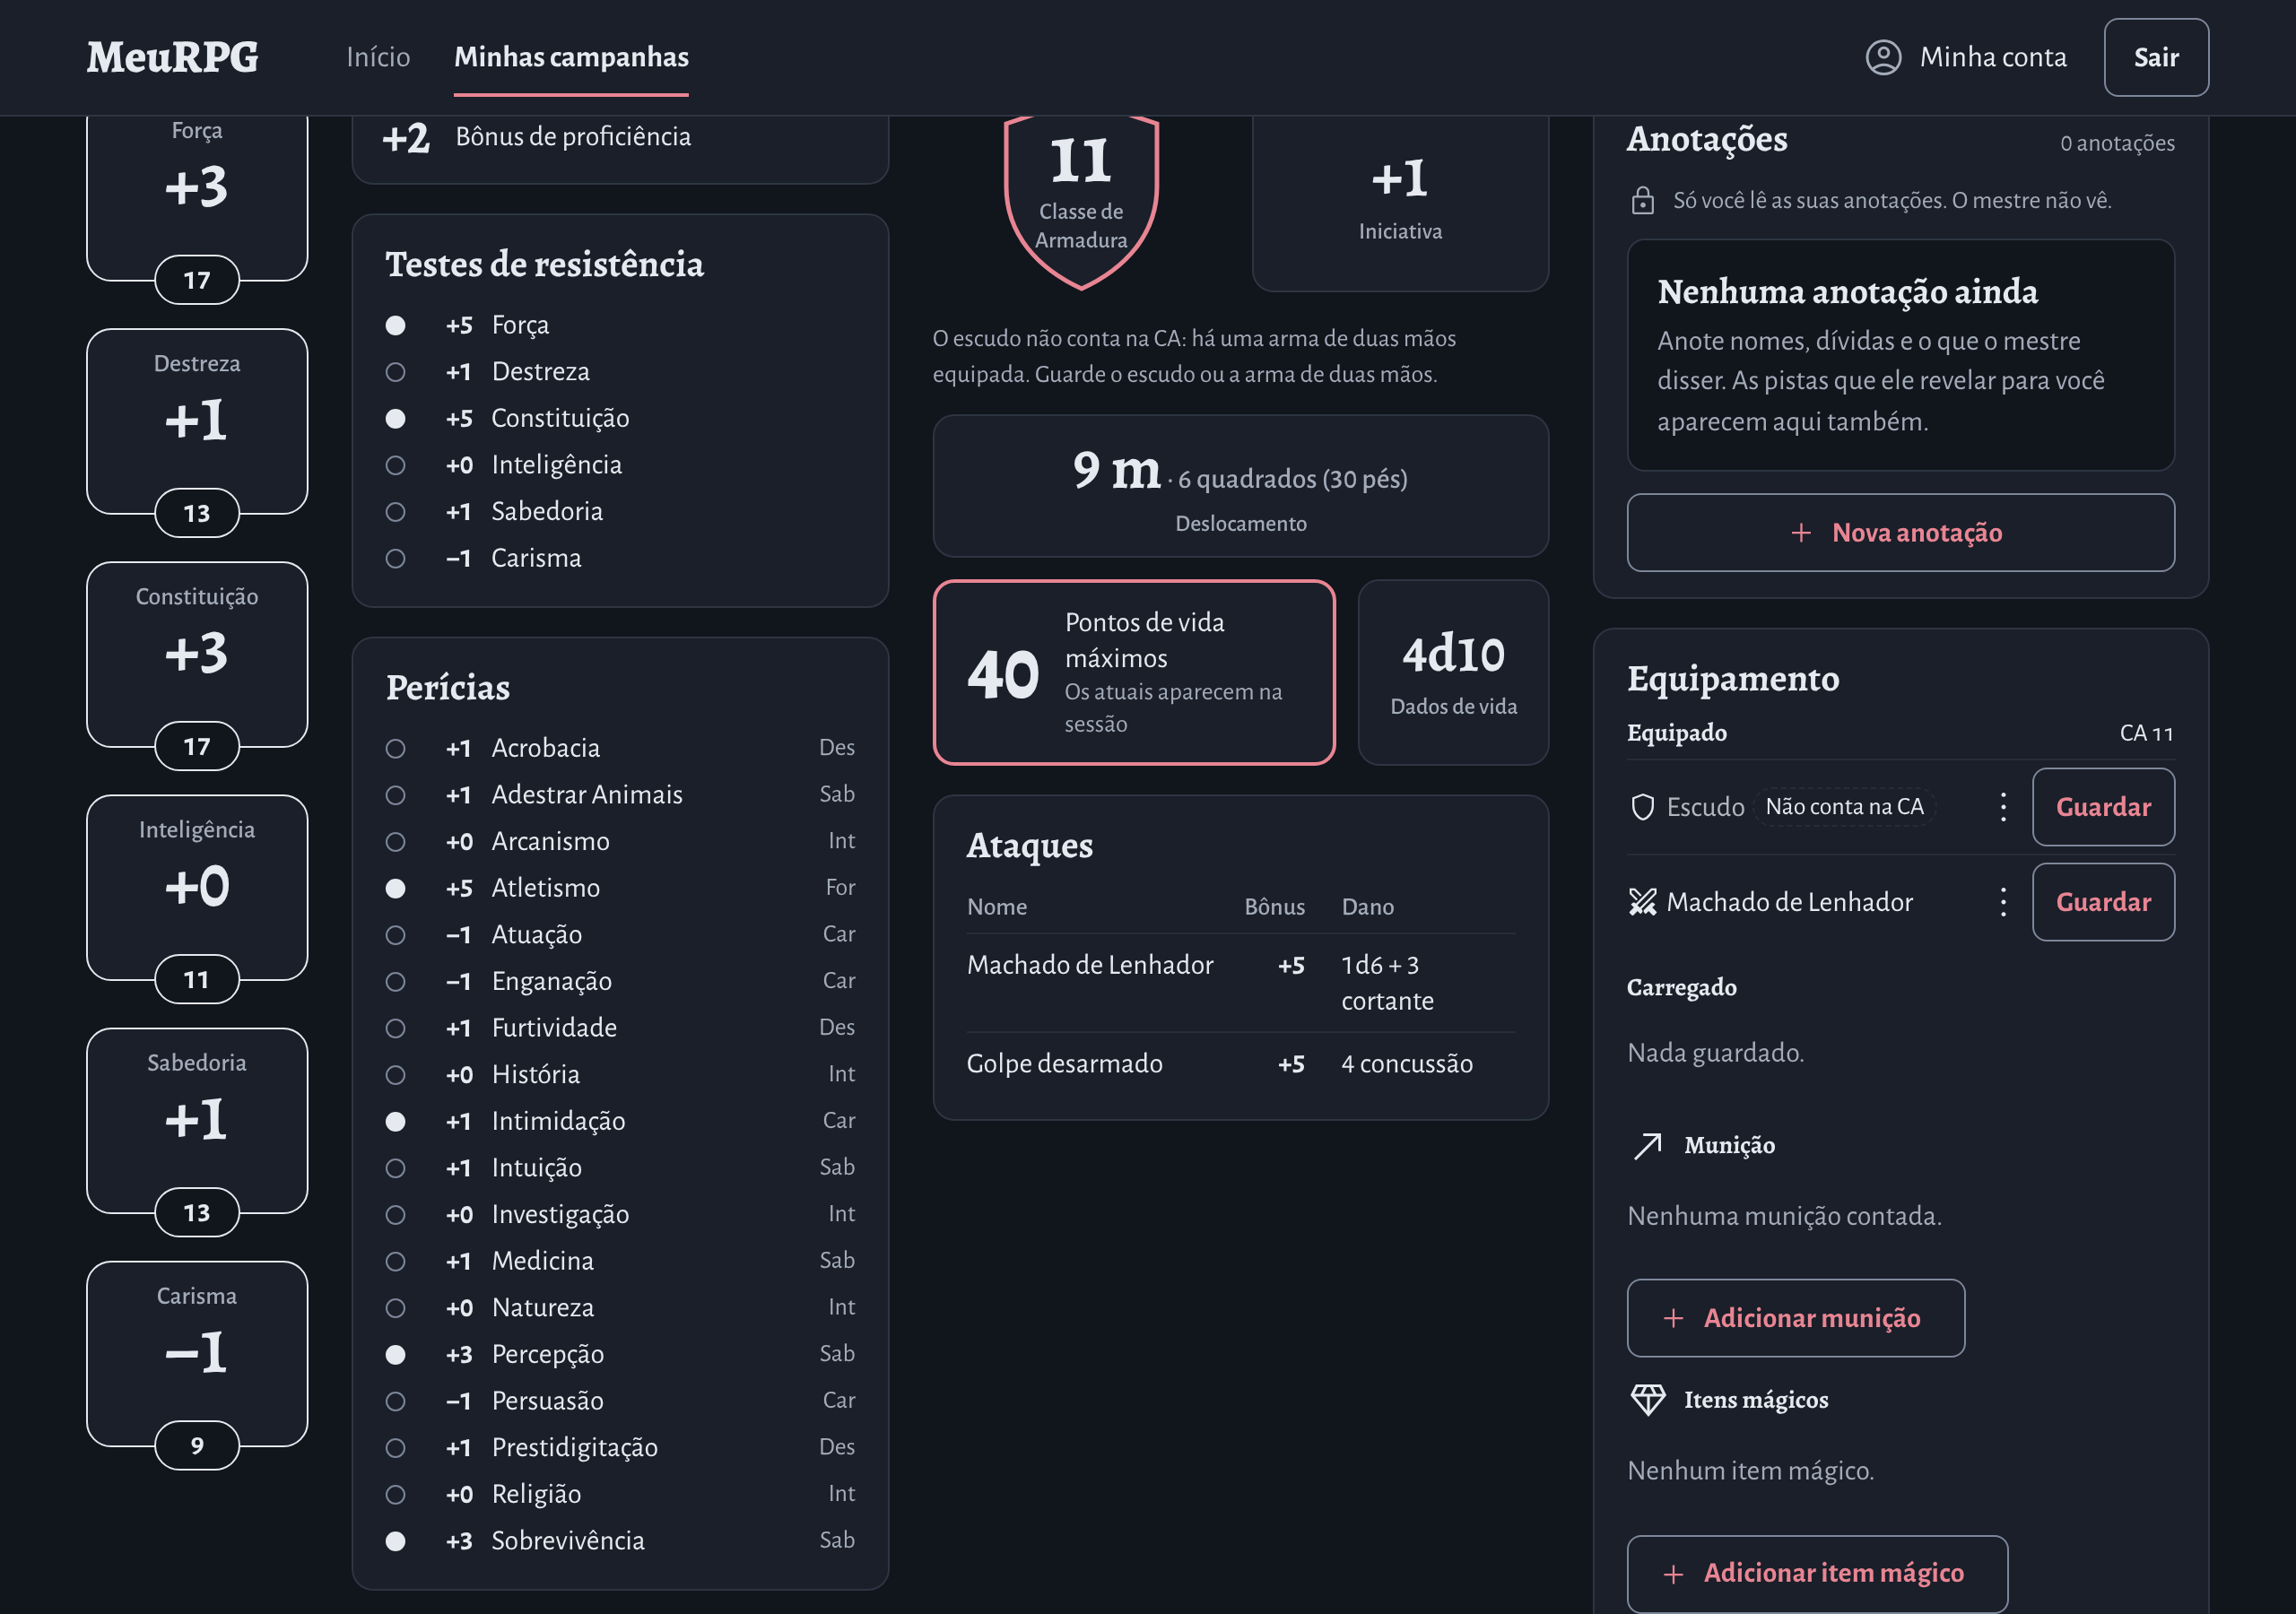 MeuRPG
Início
Minhas campanhas
Minha conta
Sair
Força
+3
17
Destreza
+1
13
Constituição
+3
17
Inteligência
+0
11
Sabedoria
+1
13
Carisma
−1
9
+2 Bônus de proficiência
Testes de resistência
+5 Força
+1 Destreza
+5 Constituição
+0 Inteligência
+1 Sabedoria
−1 Carisma
Perícias
+1 Acrobacia Des
+1 Adestrar Animais Sab
+0 Arcanismo Int
+5 Atletismo For
−1 Atuação Car
−1 Enganação Car
+1 Furtividade Des
+0 História Int
+1 Intimidação Car
+1 Intuição Sab
+0 Investigação Int
+1 Medicina Sab
+0 Natureza Int
+3 Percepção Sab
−1 Persuasão Car
+1 Prestidigitação Des
+0 Religião Int
+3 Sobrevivência Sab
11
Classe de
Armadura
+1
Iniciativa
O escudo não conta na CA: há uma arma de duas mãos
equipada. Guarde o escudo ou a arma de duas mãos.
9 m · 6 quadrados (30 pés)
Deslocamento
40
Pontos de vida
máximos
Os atuais aparecem na
sessão
4d10
Dados de vida
Ataques
Nome Bônus Dano
Machado de Lenhador +5 1d6 + 3
cortante
Golpe desarmado +5 4 concussão
Anotações
0 anotações
Só você lê as suas anotações. O mestre não vê.
Nenhuma anotação ainda
Anote nomes, dívidas e o que o mestre
disser. As pistas que ele revelar para você
aparecem aqui também.
+ Nova anotação
Equipamento
Equipado CA 11
Escudo Não conta na CA Guardar
Machado de Lenhador Guardar
Carregado
Nada guardado.
Munição
Nenhuma munição contada.
+ Adicionar munição
Itens mágicos
Nenhum item mágico.
+ Adicionar item mágico